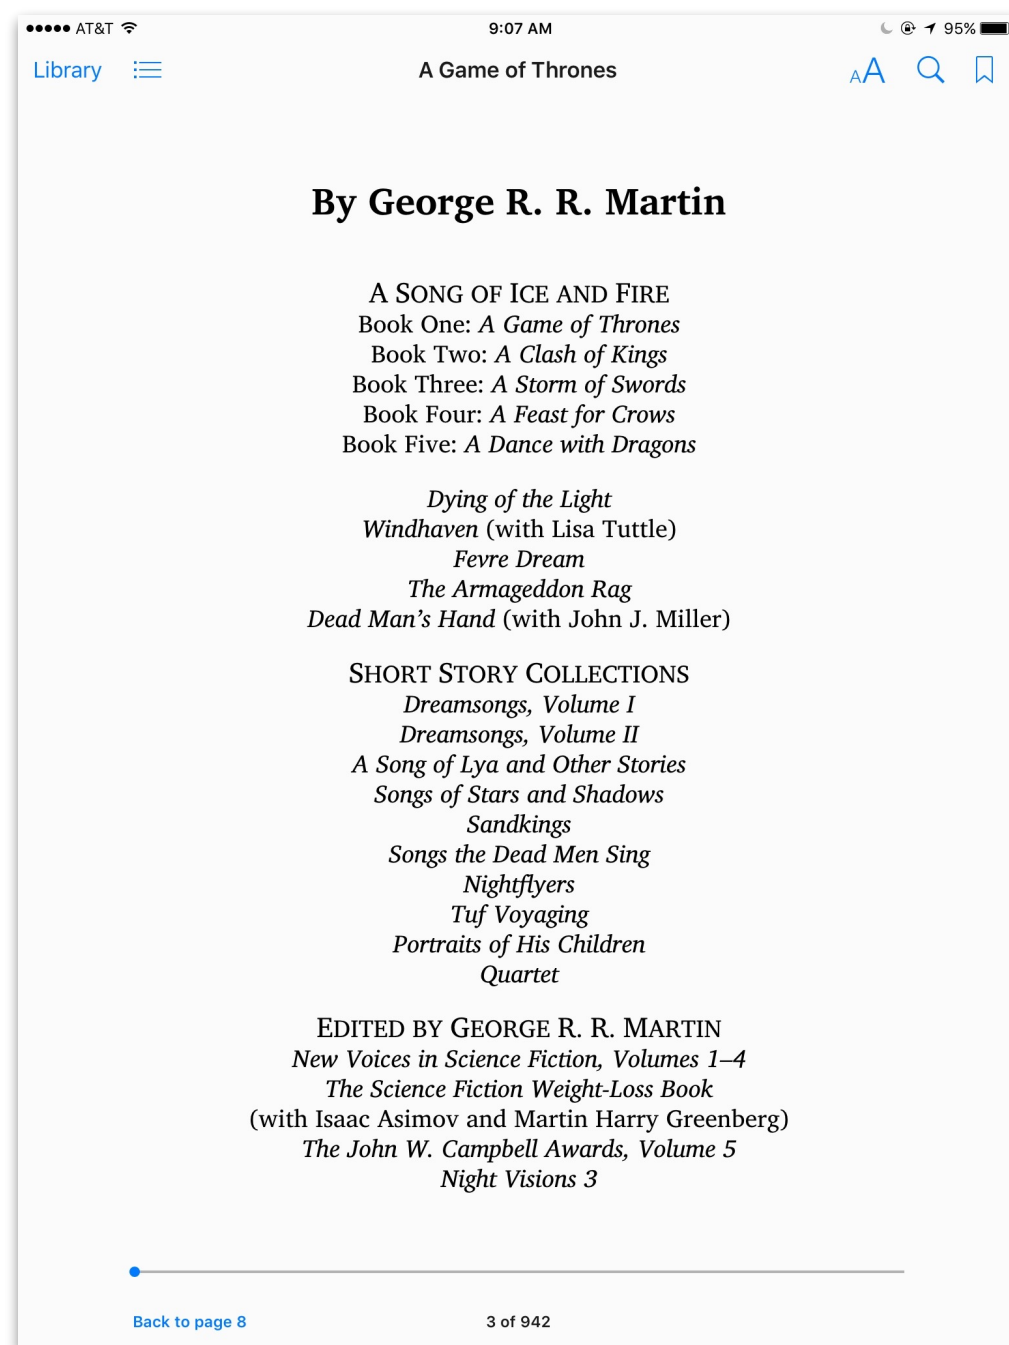 AT&T 9:07 AM 95%
Library A Game of Thrones AA
By George R. R. Martin
A SONG OF ICE AND FIRE
Book One: A Game of Thrones
Book Two: A Clash of Kings
Book Three: A Storm of Swords
Book Four: A Feast for Crows
Book Five: A Dance with Dragons
Dying of the Light
Windhaven (with Lisa Tuttle)
Fevre Dream
The Armageddon Rag
Dead Man’s Hand (with John J. Miller)
SHORT STORY COLLECTIONS
Dreamsongs, Volume I
Dreamsongs, Volume II
A Song of Lya and Other Stories
Songs of Stars and Shadows
Sandkings
Songs the Dead Men Sing
Nightflyers
Tuf Voyaging
Portraits of His Children
Quartet
EDITED BY GEORGE R. R. MARTIN
New Voices in Science Fiction, Volumes 1–4
The Science Fiction Weight-Loss Book
(with Isaac Asimov and Martin Harry Greenberg)
The John W. Campbell Awards, Volume 5
Night Visions 3
Back to page 8 3 of 942